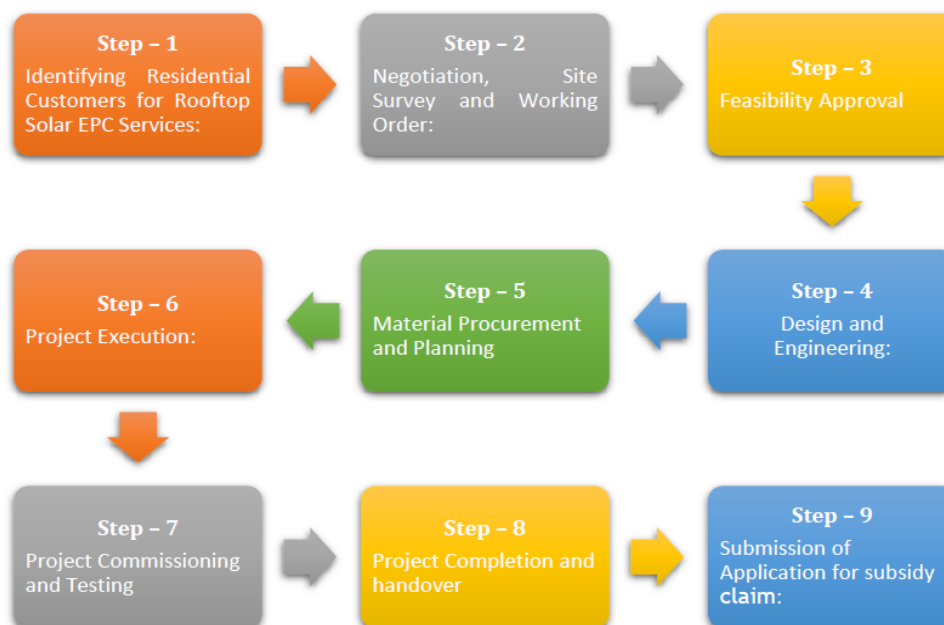 Step – 1
Identifying Residential
Customers for Rooftop
Solar EPC Services:
Step – 2
Negotiation, Site
Survey and Working
Order:
Step – 3
Feasibility Approval
Step – 4
Design and
Engineering:
Step – 5
Material Procurement
and Planning
Step – 6
Project Execution:
Step – 7
Project Commissioning
and Testing
Step – 8
Project Completion and
handover
Step – 9
Submission of
Application for subsidy
claim: